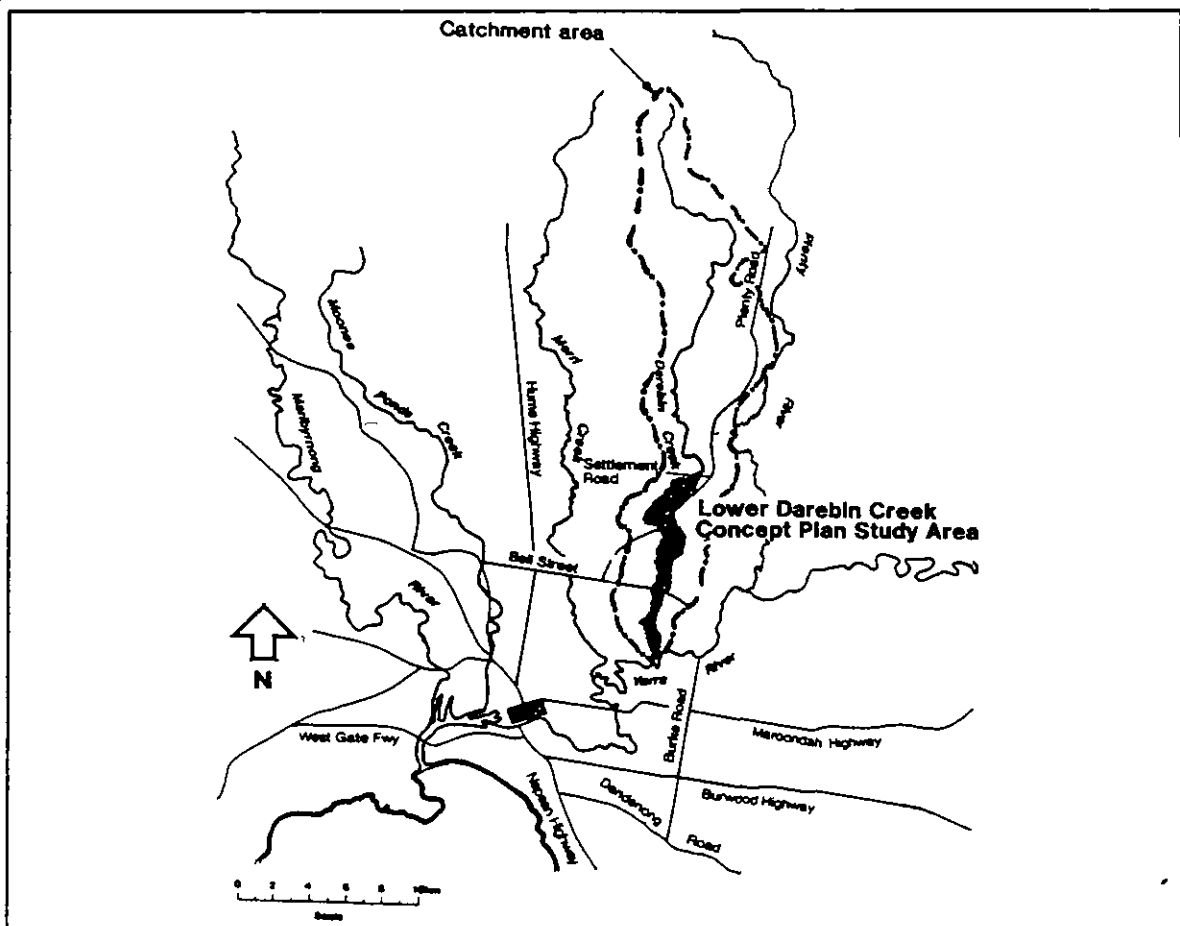 Catchment area
Plenty
River
Plenty Road
Moonee
Ponds
Creek
Maribyrnong
River
Hume Highway
Merri
Creek
Darebin
Creek
Settlement
Road
Lower Darebin Creek
Concept Plan Study Area
Bell Street
N
Yarra
River
Burke Road
Maroondah Highway
West Gate Fwy
Nepean Highway
Dandenong
Road
Burwood Highway
0 2 4 6 8 10km
Scale